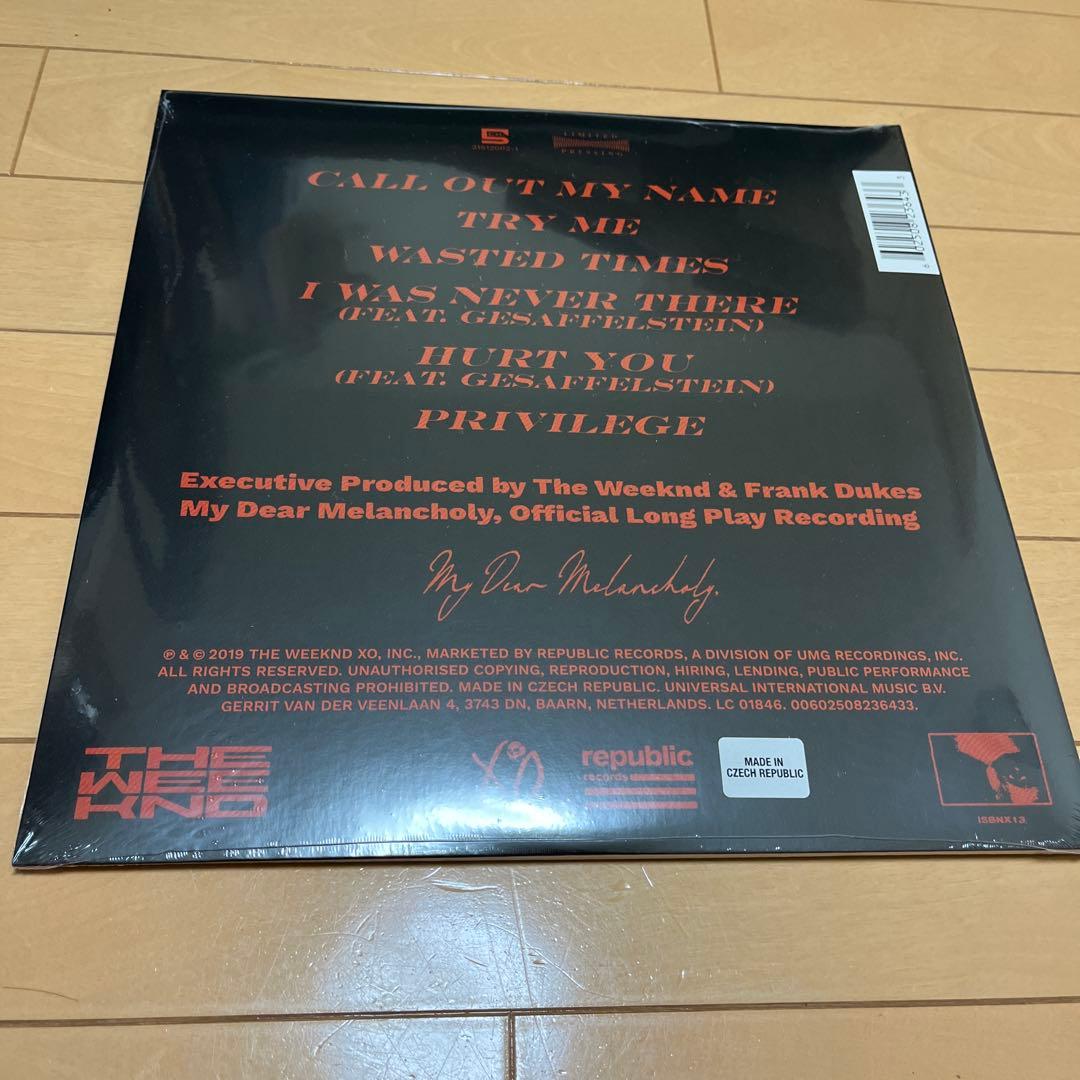 LIMITED
PRESSING
CALL OUT MY NAME
TRY ME
WASTED TIMES
I WAS NEVER THERE
(FEAT. GESAFFELSTEIN)
HURT YOU
(FEAT. GESAFFELSTEIN)
PRIVILEGE
Executive Produced by The Weeknd & Frank Dukes
My Dear Melancholy, Official Long Play Recording
My Dear Melancholy,
℗ & © 2019 THE WEEKND XO, INC., MARKETED BY REPUBLIC RECORDS, A DIVISION OF UMG RECORDINGS, INC.
ALL RIGHTS RESERVED. UNAUTHORISED COPYING, REPRODUCTION, HIRING, LENDING, PUBLIC PERFORMANCE
AND BROADCASTING PROHIBITED. MADE IN CZECH REPUBLIC. UNIVERSAL INTERNATIONAL MUSIC B.V.
GERRIT VAN DER VEENLAAN 4, 3743 DN, BAARN, NETHERLANDS. LC 01846. 00602508236433.
THE
WEE
KND
XO
republic
records
MADE IN
CZECH REPUBLIC
ISBNX13